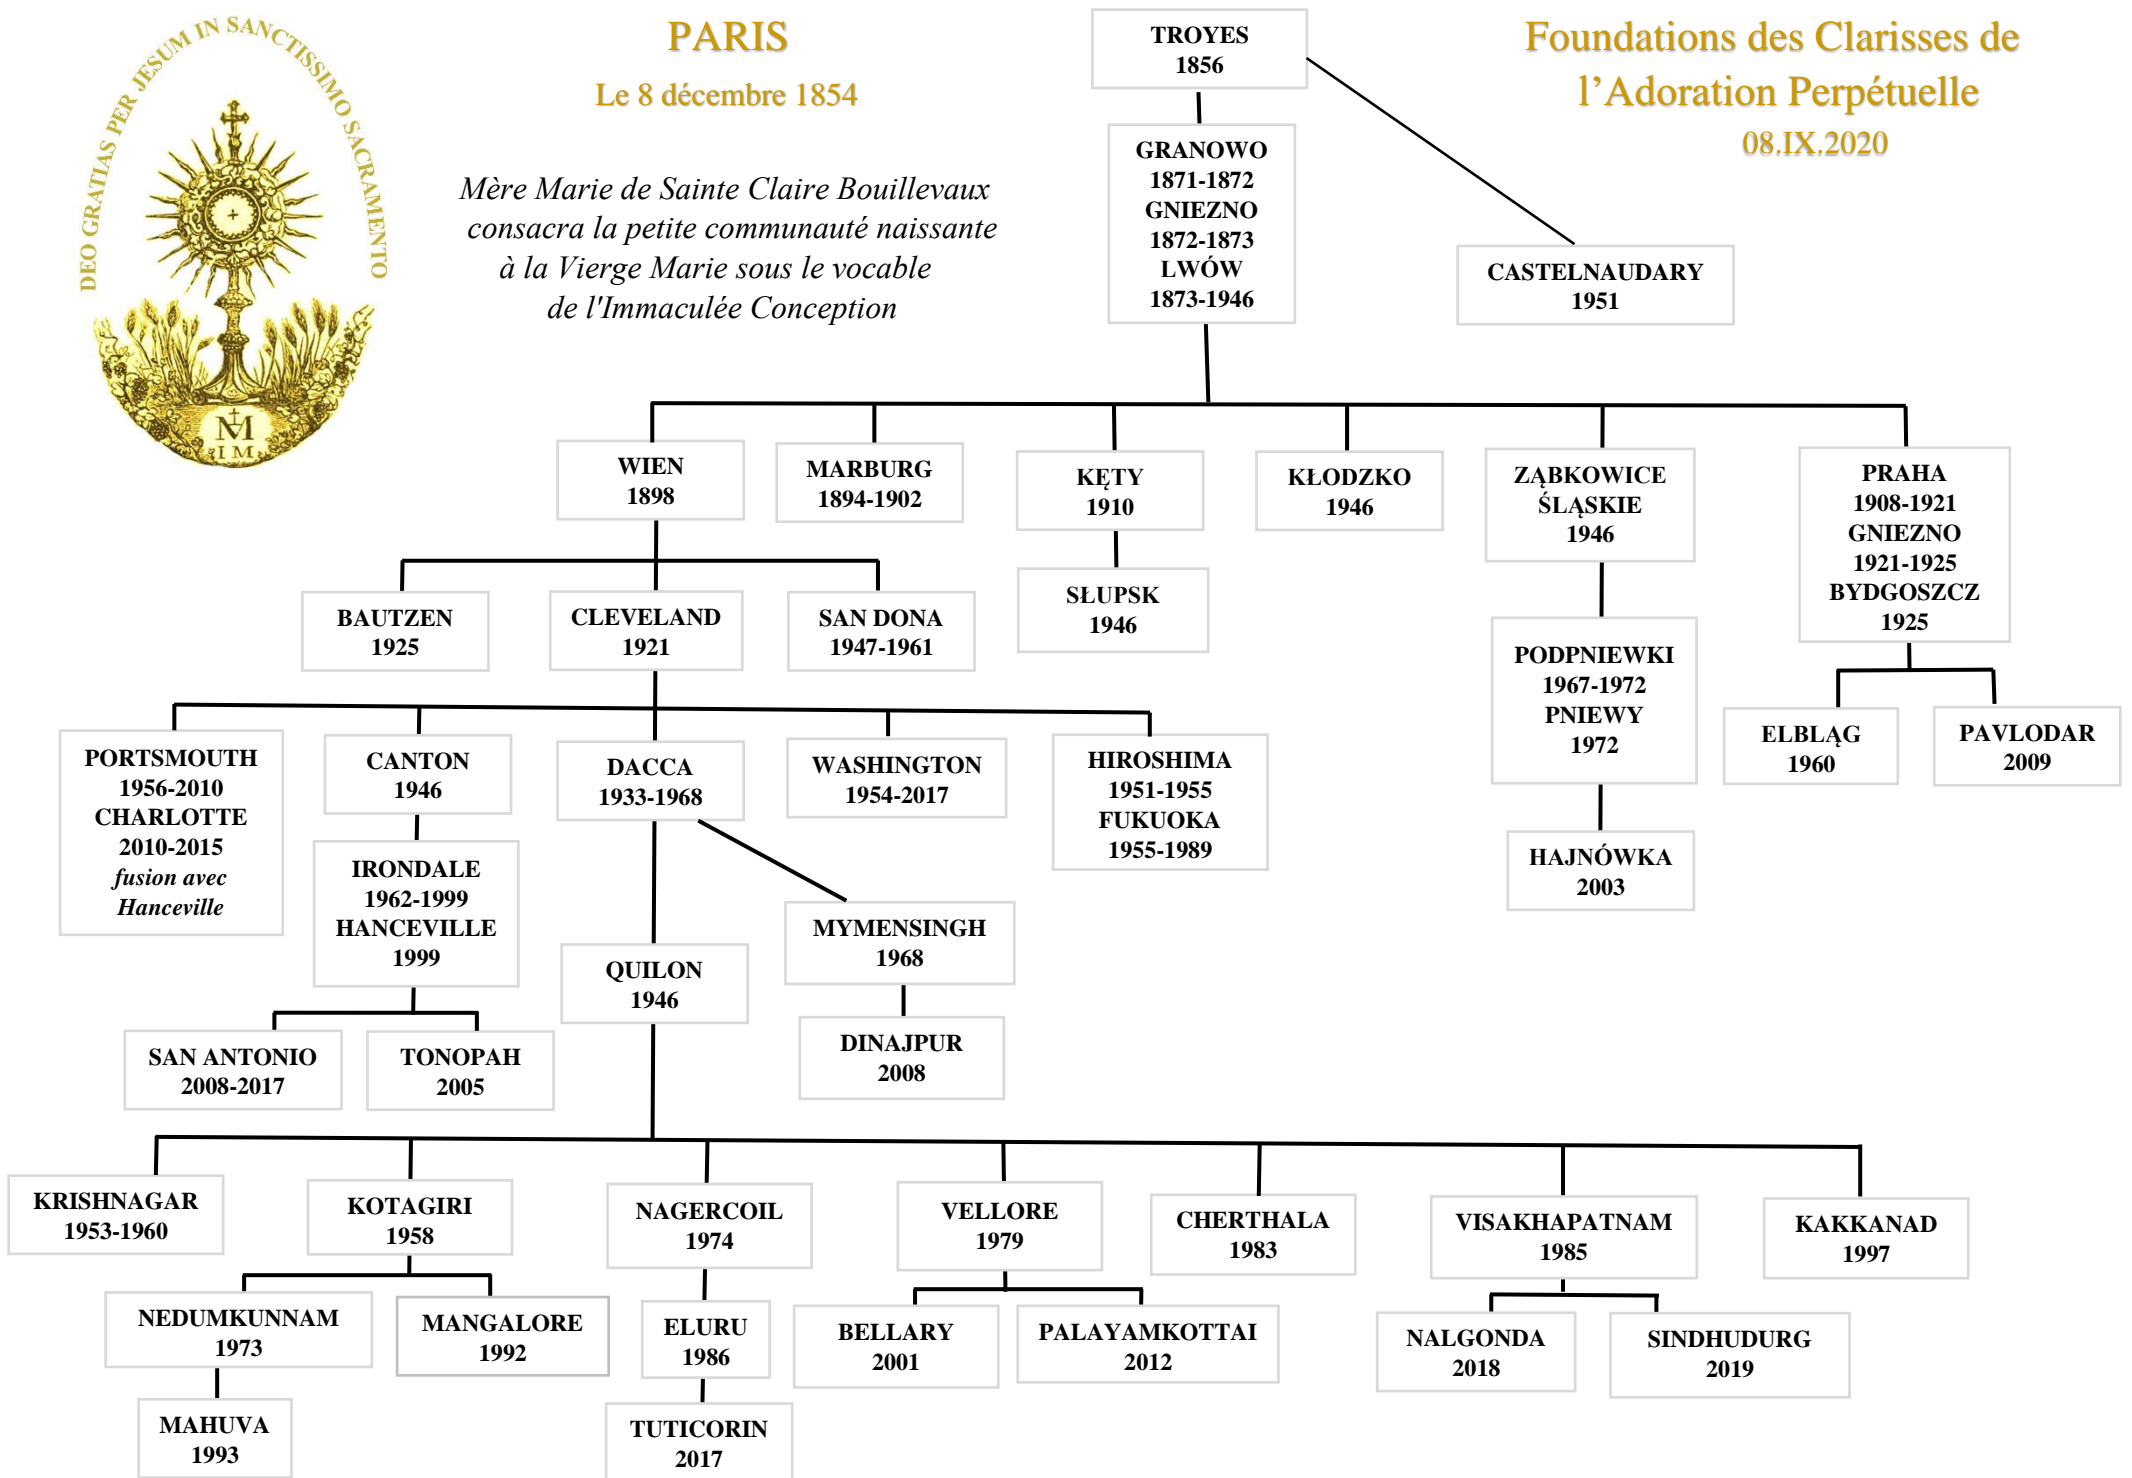 DEO GRATIAS PER JESUM IN SANCTISSIMO SACRAMENTO
M
I M
PARIS
Le 8 décembre 1854
Mère Marie de Sainte Claire Bouillevaux
consacra la petite communauté naissante
à la Vierge Marie sous le vocable
de l'Immaculée Conception
Foundations des Clarisses de
l’Adoration Perpétuelle
08.IX.2020
TROYES
1856
GRANOWO
1871-1872
GNIEZNO
1872-1873
LWÓW
1873-1946
CASTELNAUDARY
1951
WIEN
1898
MARBURG
1894-1902
KĘTY
1910
KŁODZKO
1946
ZĄBKOWICE
ŚLĄSKIE
1946
PRAHA
1908-1921
GNIEZNO
1921-1925
BYDGOSZCZ
1925
BAUTZEN
1925
CLEVELAND
1921
SAN DONA
1947-1961
SŁUPSK
1946
PODPNIEWKI
1967-1972
PNIEWY
1972
ELBLĄG
1960
PAVLODAR
2009
PORTSMOUTH
1956-2010
CHARLOTTE
2010-2015
fusion avec
Hanceville
CANTON
1946
DACCA
1933-1968
WASHINGTON
1954-2017
HIROSHIMA
1951-1955
FUKUOKA
1955-1989
HAJNÓWKA
2003
IRONDALE
1962-1999
HANCEVILLE
1999
QUILON
1946
MYMENSINGH
1968
SAN ANTONIO
2008-2017
TONOPAH
2005
DINAJPUR
2008
KRISHNAGAR
1953-1960
KOTAGIRI
1958
NAGERCOIL
1974
VELLORE
1979
CHERTHALA
1983
VISAKHAPATNAM
1985
KAKKANAD
1997
NEDUMKUNNAM
1973
MANGALORE
1992
ELURU
1986
BELLARY
2001
PALAYAMKOTTAI
2012
NALGONDA
2018
SINDHUDURG
2019
MAHUVA
1993
TUTICORIN
2017